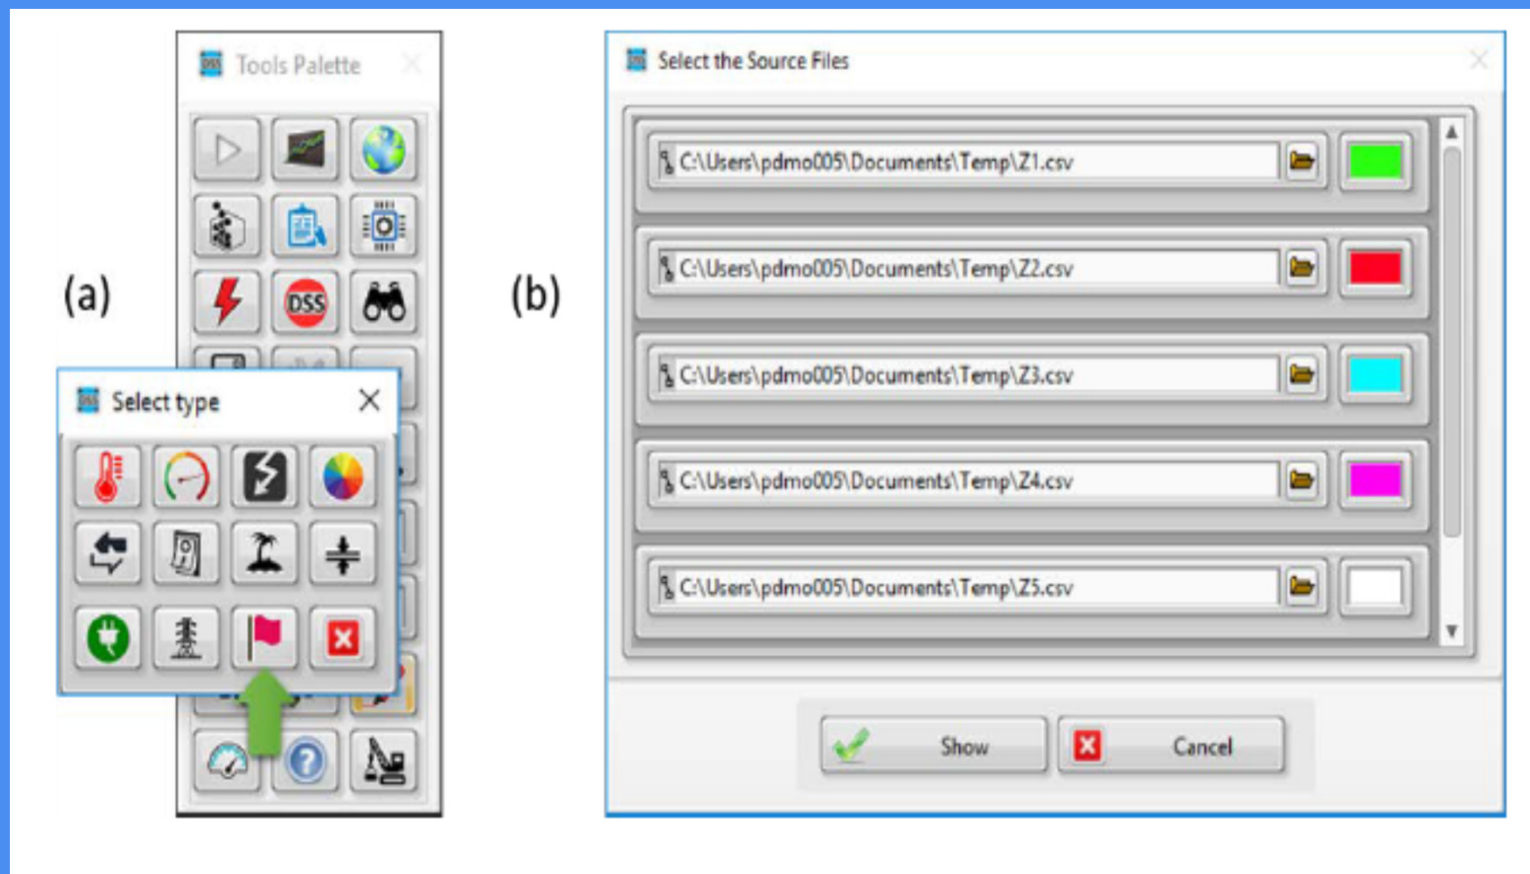 Tools Palette
DSS
(a)
Select type
(b)
Select the Source Files
C:\Users\pdmo005\Documents\Temp\Z1.csv
C:\Users\pdmo005\Documents\Temp\Z2.csv
C:\Users\pdmo005\Documents\Temp\Z3.csv
C:\Users\pdmo005\Documents\Temp\Z4.csv
C:\Users\pdmo005\Documents\Temp\Z5.csv
Show
Cancel